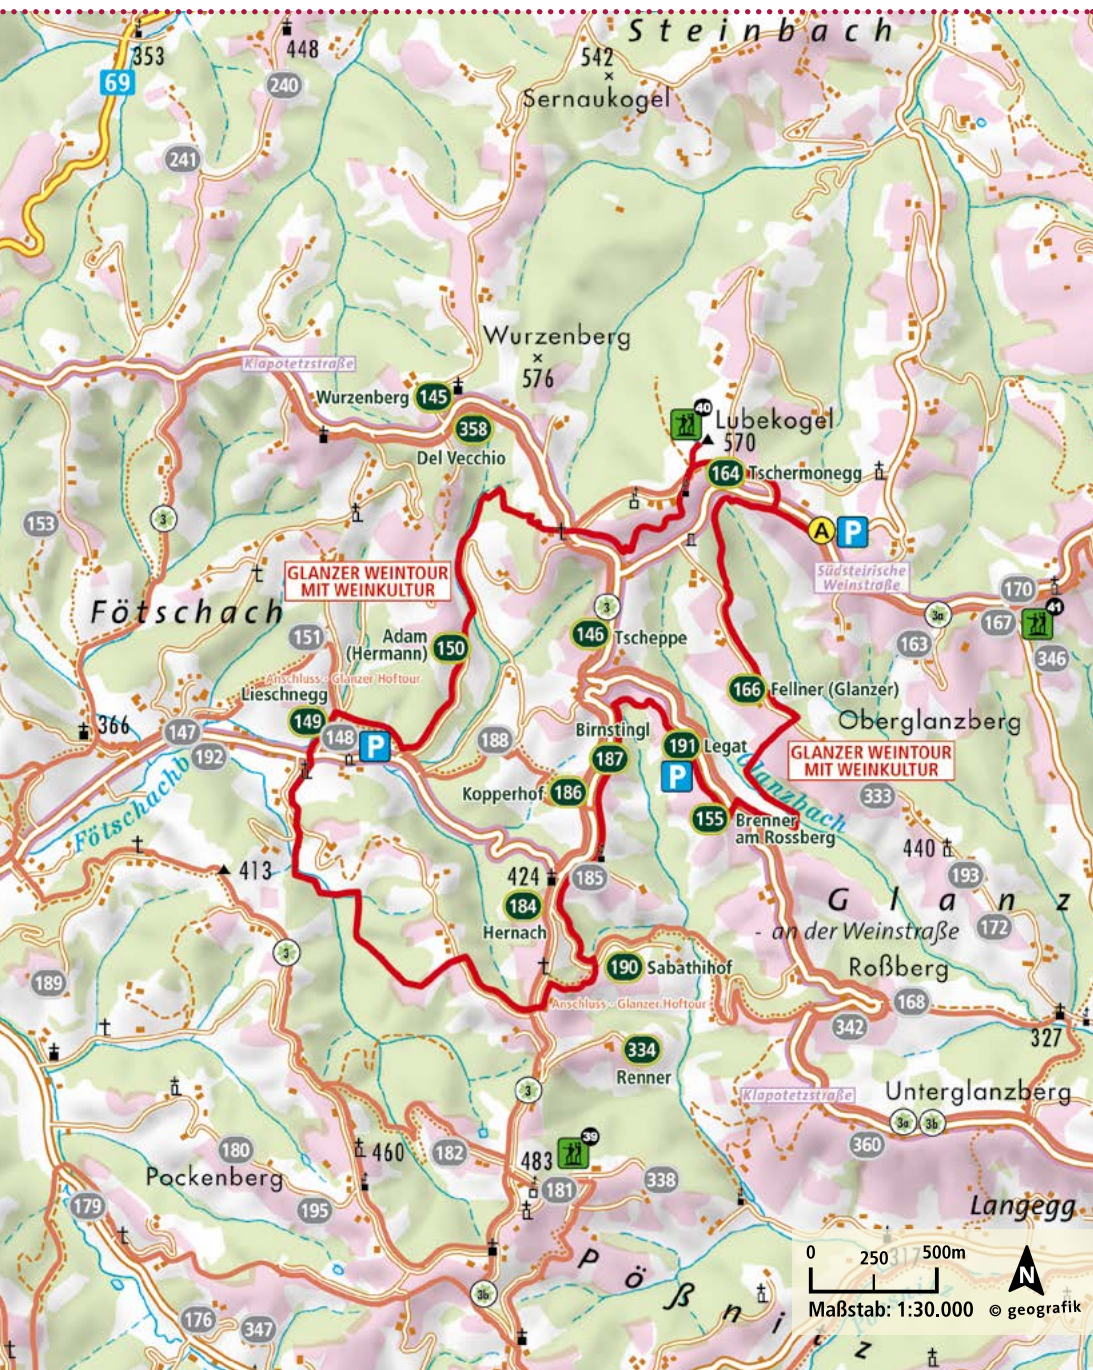 Steinbach
353
448
542
69
240
Sernaukogel
241
Wurzenberg
576
Klapotetzstraße
Wurzenberg 145
40
Lubekogel
570
358
Del Vecchio
164 Tschermonegg
153
3
A P
GLANZER WEINTOUR
MIT WEINKULTUR
Südsteirische
Weinstraße
170
Fötschach
3
3a
167
41
151
Adam
(Hermann)
150
146 Tscheppe
163
346
Anschluss - Glanzer Hoftour
Lieschnegg
149
166 Fellner (Glanzer)
366
147
148
P
188
Birnstingl
187
191 Legat
Oberglanzberg
192
GLANZER WEINTOUR
MIT WEINKULTUR
P
Glanzbach
Fötschachb
Kopperhof 186
333
155 Brenner
am Rossberg
440
413
424
185
193
184
Hernach
Glanz
- an der Weinstraße
172
3
189
190 Sabathihof
Roßberg
Anschluss - Glanzer Hoftour
168
342
327
334
Renner
3
Klapotetzstraße
Unterglanzberg
3a 3b
360
39
180
460
182
483
Pockenberg
181
338
179
195
Langegg
317
Pößnitz
0 250 500m
N
3b
Maßstab: 1:30.000 © geografik
176
347